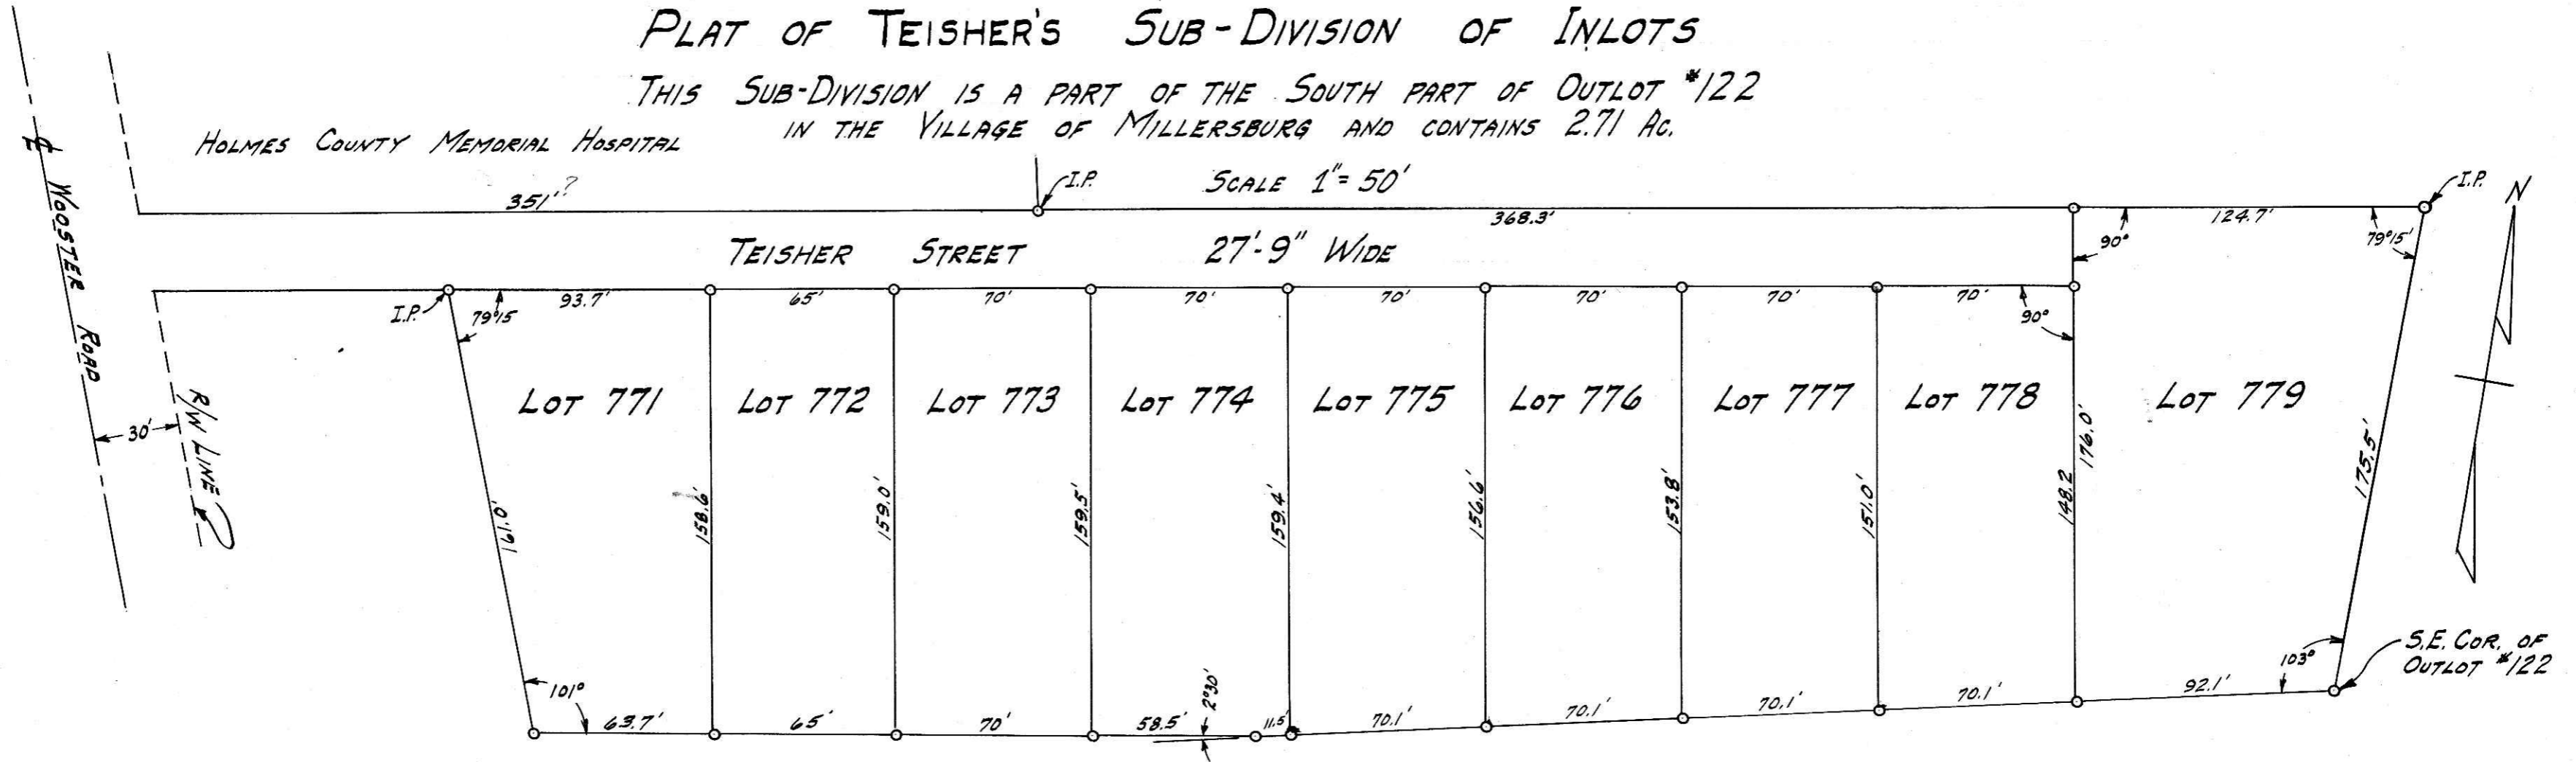 PLAT OF TEISHER'S SUB-DIVISION OF INLOTS
THIS SUB-DIVISION IS A PART OF THE SOUTH PART OF OUTLOT #122
IN THE VILLAGE OF MILLERSBURG AND CONTAINS 2.71 AC.
HOLMES COUNTY MEMORIAL HOSPITAL
SCALE 1"= 50'
℄ WOOSTER ROAD
351'?
I.P.
368.3'
124.7'
I.P.
N
90°
79°15'
TEISHER STREET 27'-9" WIDE
I.P.
79°15
93.7'
65'
70'
70'
70'
70'
70'
70'
90°
R/W LINE ?
30'
LOT 771
LOT 772
LOT 773
LOT 774
LOT 775
LOT 776
LOT 777
LOT 778
LOT 779
161.0'
158.6'
159.0'
159.5'
159.4'
156.6'
153.8'
151.0'
148.2
176.0'
175.5'
101°
63.7'
65'
70'
58.5'
2°30'
11.5'
70.1'
70.1'
70.1'
70.1'
92.1'
103°
S.E. COR. OF
OUTLOT #122